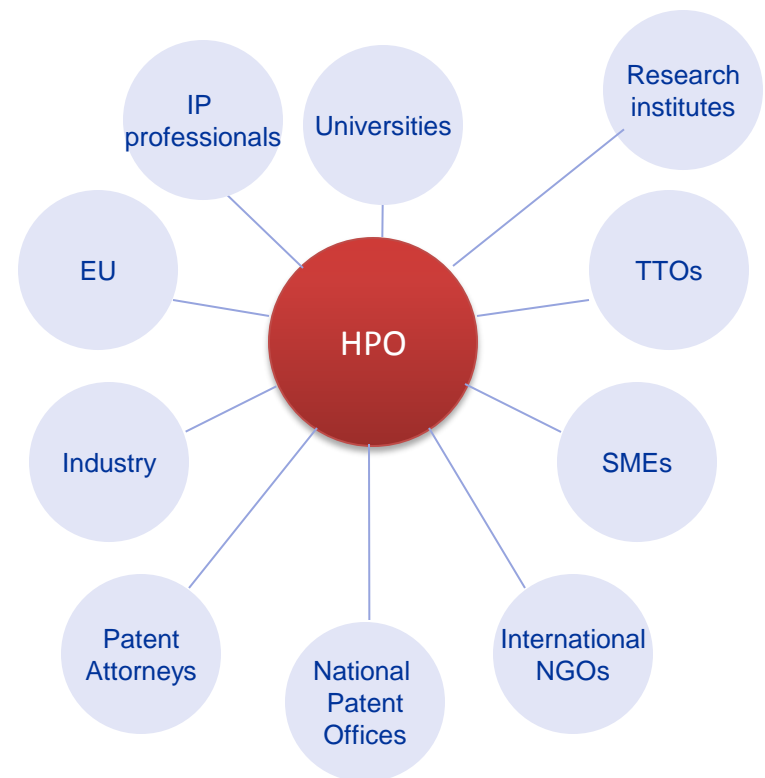 Research
institutes
IP
professionals
Universities
EU
TTOs
HPO
Industry
SMEs
Patent
Attorneys
International
NGOs
National
Patent
Offices